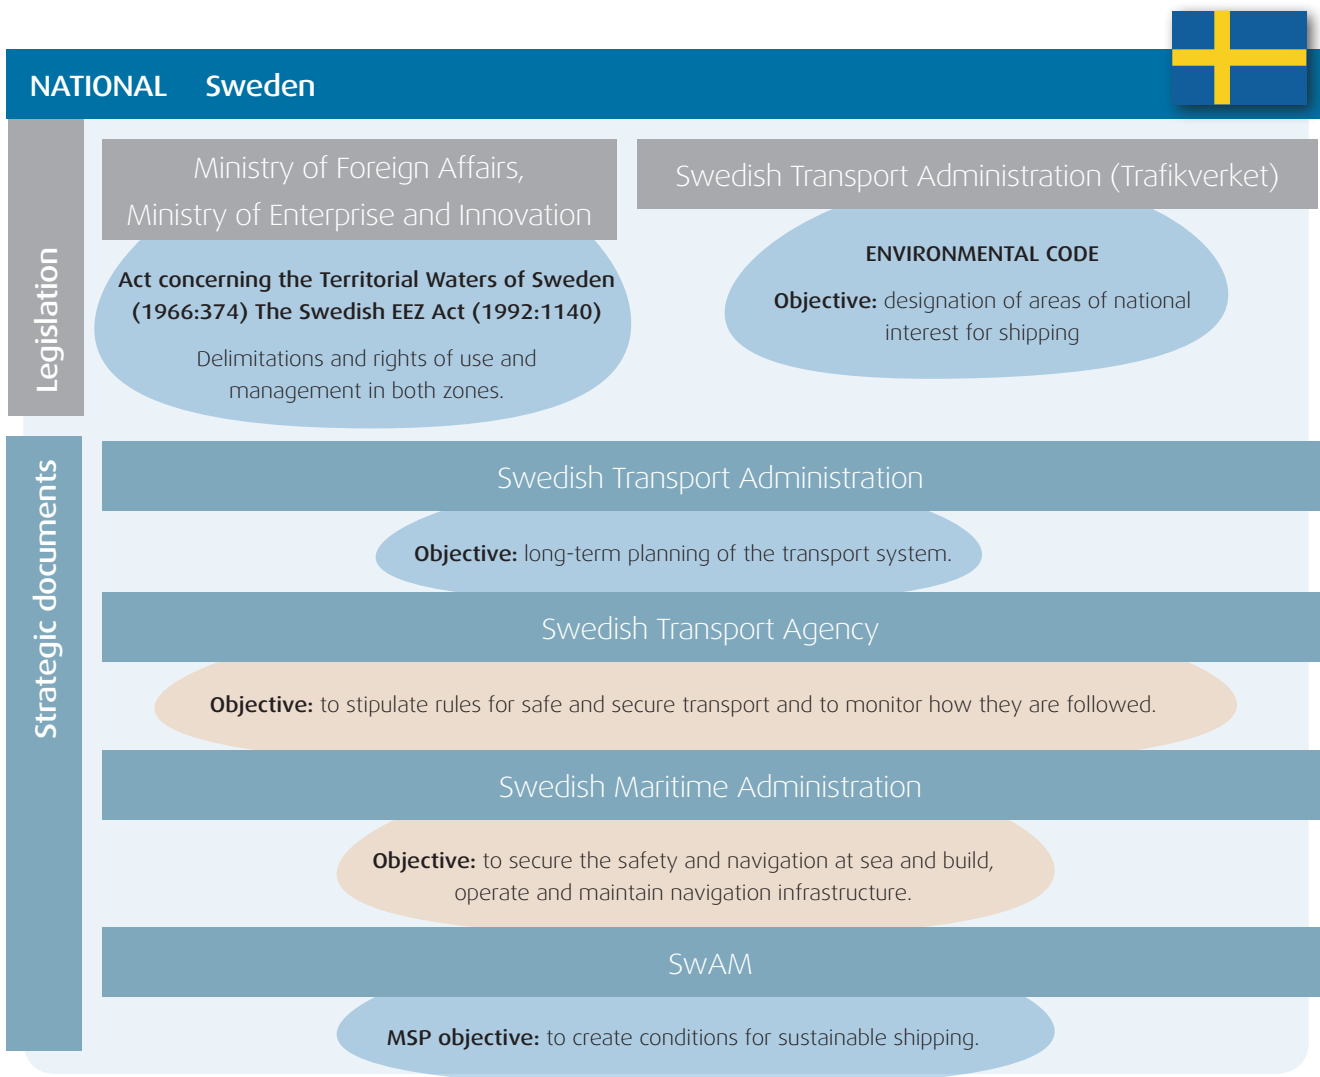 NATIONAL Sweden
Legislation
Ministry of Foreign Affairs,
Ministry of Enterprise and Innovation
Act concerning the Territorial Waters of Sweden
(1966:374) The Swedish EEZ Act (1992:1140)
Delimitations and rights of use and
management in both zones.
Swedish Transport Administration (Trafikverket)
ENVIRONMENTAL CODE
Objective: designation of areas of national
interest for shipping
Strategic documents
Swedish Transport Administration
Objective: long-term planning of the transport system.
Swedish Transport Agency
Objective: to stipulate rules for safe and secure transport and to monitor how they are followed.
Swedish Maritime Administration
Objective: to secure the safety and navigation at sea and build,
operate and maintain navigation infrastructure.
SwAM
MSP objective: to create conditions for sustainable shipping.